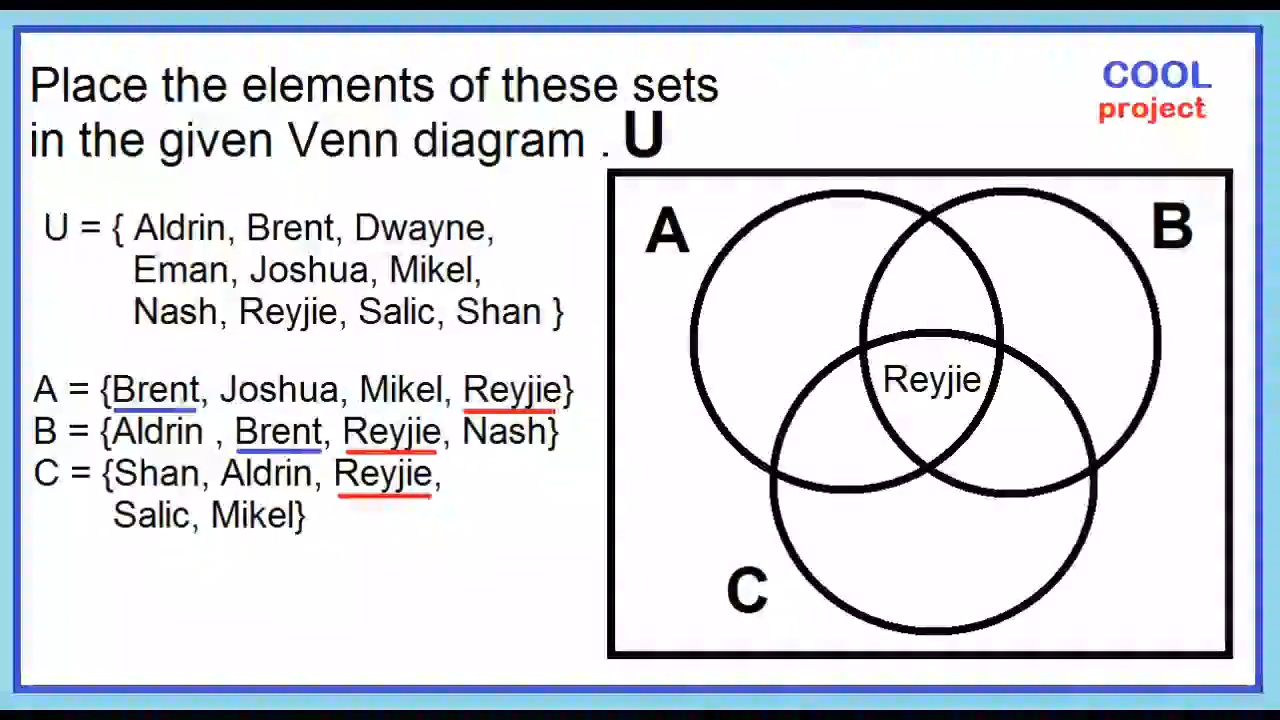 Place the elements of these sets
in the given Venn diagram .
COOL
project
U = { Aldrin, Brent, Dwayne,
Eman, Joshua, Mikel,
Nash, Reyjie, Salic, Shan }
A = {Brent, Joshua, Mikel, Reyjie}
B = {Aldrin , Brent, Reyjie, Nash}
C = {Shan, Aldrin, Reyjie,
Salic, Mikel}
U
A
B
Reyjie
C